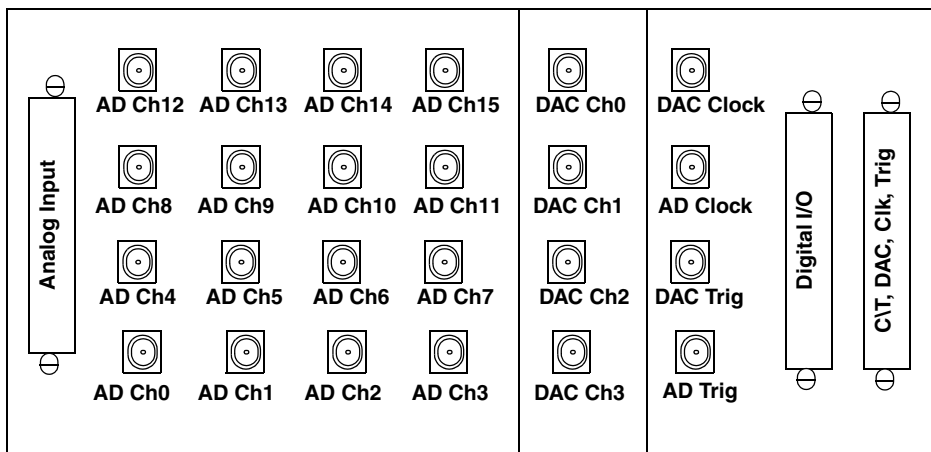 AD Ch12 AD Ch13 AD Ch14 AD Ch15 DAC Ch0 DAC Clock
AD Ch8 AD Ch9 AD Ch10 AD Ch11 DAC Ch1 AD Clock
AD Ch4 AD Ch5 AD Ch6 AD Ch7 DAC Ch2 DAC Trig
AD Ch0 AD Ch1 AD Ch2 AD Ch3 DAC Ch3 AD Trig
Analog Input
Digital I/O
C\T, DAC, Clk, Trig